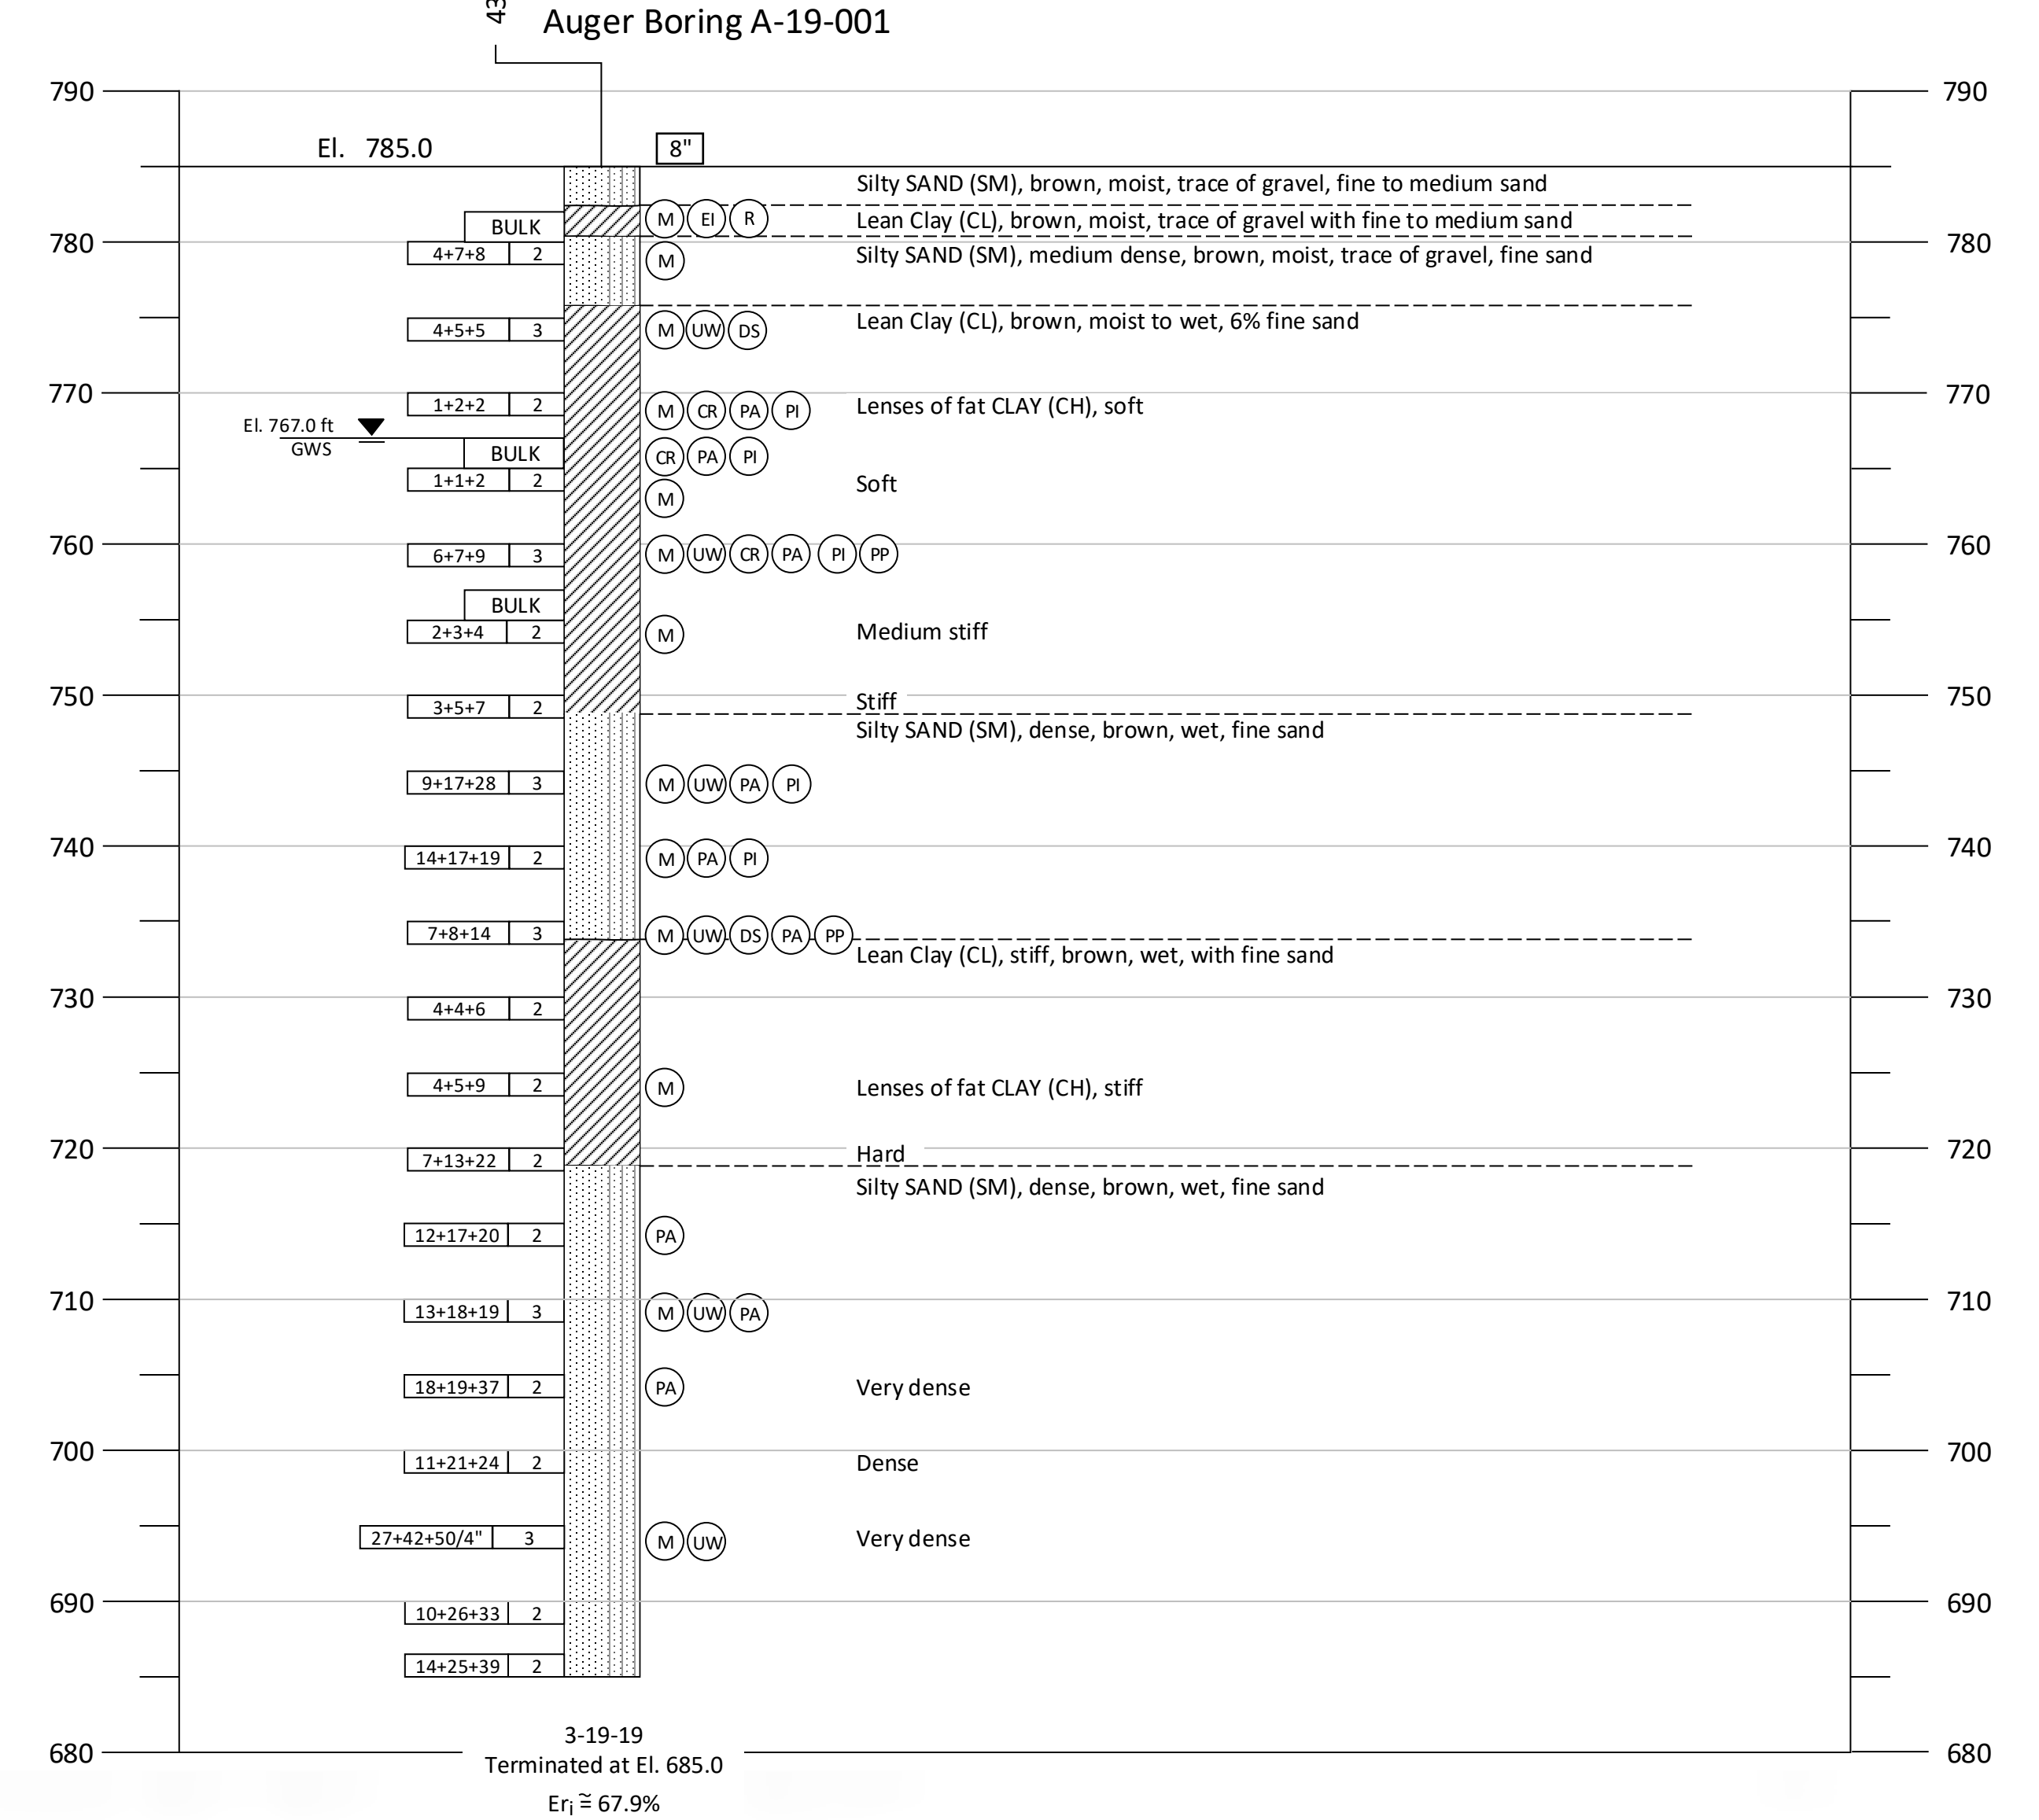 43
Auger Boring A-19-001
790 790
El. 785.0 8"
Silty SAND (SM), brown, moist, trace of gravel, fine to medium sand
BULK M EI R Lean Clay (CL), brown, moist, trace of gravel with fine to medium sand
780 780
4+7+8 2 M Silty SAND (SM), medium dense, brown, moist, trace of gravel, fine sand
4+5+5 3 M UW DS Lean Clay (CL), brown, moist to wet, 6% fine sand
770 770
1+2+2 2 M CR PA PI Lenses of fat CLAY (CH), soft
El. 767.0 ft
GWS
BULK CR PA PI
1+1+2 2 M Soft
760 760
6+7+9 3 M UW CR PA PI PP
BULK
2+3+4 2 M Medium stiff
750 750
3+5+7 2 Stiff
Silty SAND (SM), dense, brown, wet, fine sand
9+17+28 3 M UW PA PI
740 740
14+17+19 2 M PA PI
7+8+14 3 M UW DS PA PP
Lean Clay (CL), stiff, brown, wet, with fine sand
730 730
4+4+6 2
4+5+9 2 M Lenses of fat CLAY (CH), stiff
720 720
7+13+22 2 Hard
Silty SAND (SM), dense, brown, wet, fine sand
12+17+20 2 PA
710 710
13+18+19 3 M UW PA
18+19+37 2 PA Very dense
700 700
11+21+24 2 Dense
27+42+50/4" 3 M UW Very dense
690 690
10+26+33 2
14+25+39 2
3-19-19
680 680
Terminated at El. 685.0
Eri ≅ 67.9%